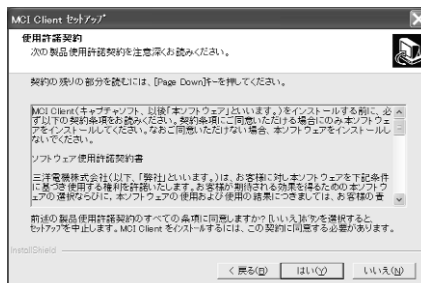 MCI Client セットアップ
使用許諾契約
次の製品使用許諾契約を注意深くお読みください。
契約の残りの部分を読むには、[Page Down]キーを押してください。
MCI Client(キャプチャソフト、以後「本ソフトウェア」といいます。)をインストールする前に、必
ず以下の契約条項をお読みください。契約条項にご同意いただける場合にのみ本ソフトウェ
アをインストールしてください。なおご同意いただけない場合、本ソフトウェアをインストールし
ないでください。
ソフトウェア使用許諾契約書
三洋電機株式会社(以下、「弊社」といいます。)は、お客様に対し本ソフトウェアを下記条件
に基づき使用する権利を許諾いたします。お客様が期待される効果を得るための本ソフトウ
ェアの選択ならびに、本ソフトウェアの使用および使用の結果につきましては、お客様の責
前述の製品使用許諾契約のすべての条項に同意しますか? [いいえ]ボタンを選択すると、
セットアップを中止します。MCI Client をインストールするには、この契約に同意する必要があります。
InstallShield
< 戻る(B)
はい(Y)
いいえ(N)